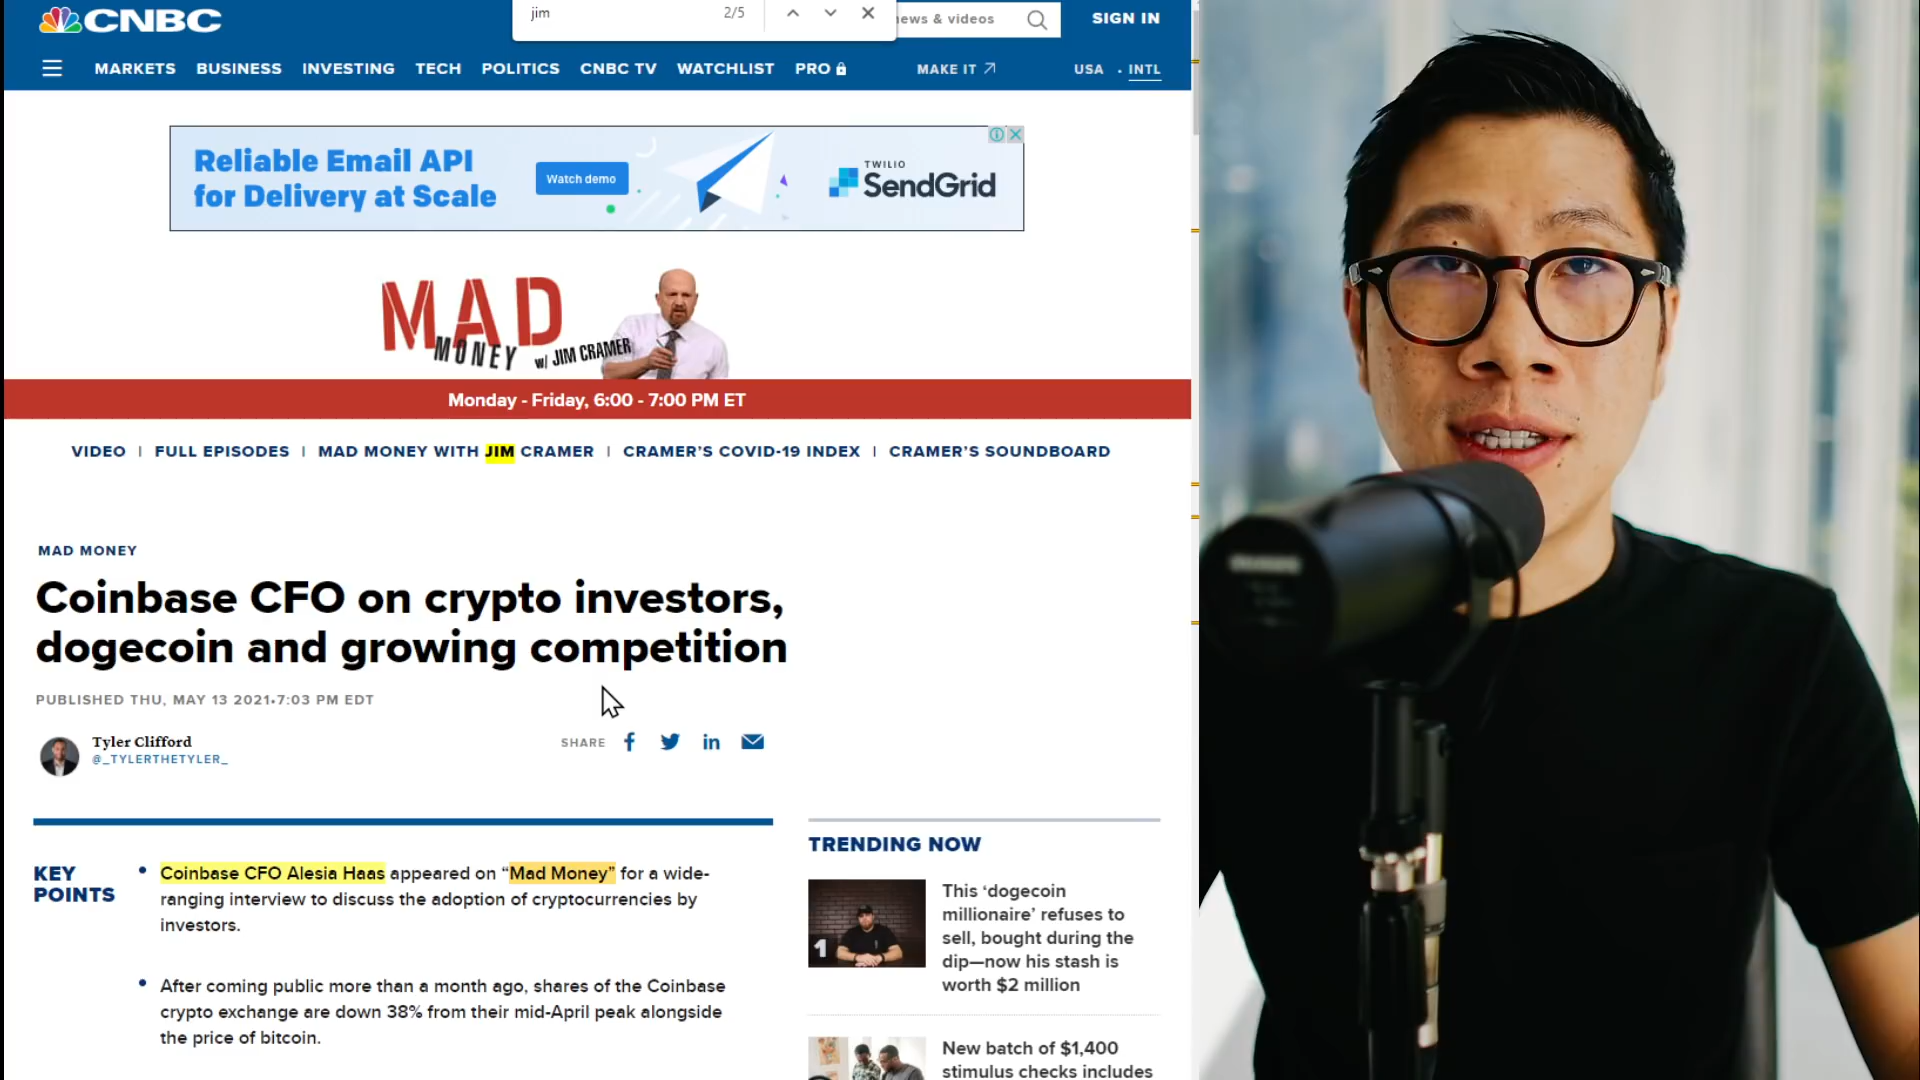 CNBC
jim
2/5
news & videos
SIGN IN
MARKETS BUSINESS INVESTING TECH POLITICS CNBC TV WATCHLIST PRO MAKE IT USA · INTL
Reliable Email API
for Delivery at Scale
Watch demo
TWILIO
SendGrid
MAD
MONEY w/ JIM CRAMER
Monday - Friday, 6:00 - 7:00 PM ET
VIDEO | FULL EPISODES | MAD MONEY WITH JIM CRAMER | CRAMER'S COVID-19 INDEX | CRAMER'S SOUNDBOARD
MAD MONEY
Coinbase CFO on crypto investors,
dogecoin and growing competition
PUBLISHED THU, MAY 13 2021•7:03 PM EDT
Tyler Clifford
@_TYLERTHETYLER_
SHARE
KEY
POINTS
• Coinbase CFO Alesia Haas appeared on “Mad Money” for a wide-
ranging interview to discuss the adoption of cryptocurrencies by
investors.
• After coming public more than a month ago, shares of the Coinbase
crypto exchange are down 38% from their mid-April peak alongside
the price of bitcoin.
TRENDING NOW
1
This ‘dogecoin
millionaire’ refuses to
sell, bought during the
dip—now his stash is
worth $2 million
New batch of $1,400
stimulus checks includes